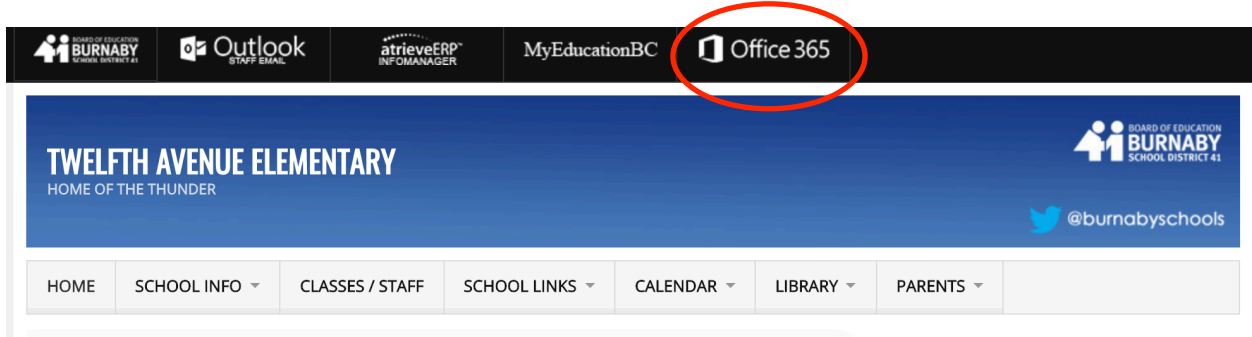 BOARD OF EDUCATION
BURNABY
SCHOOL DISTRICT 41
Outlook
STAFF EMAIL
atrieveERP™
INFOMANAGER
MyEducationBC
Office 365
TWELFTH AVENUE ELEMENTARY
HOME OF THE THUNDER
BOARD OF EDUCATION
BURNABY
SCHOOL DISTRICT 41
@burnabyschools
HOME SCHOOL INFO CLASSES / STAFF SCHOOL LINKS CALENDAR LIBRARY PARENTS